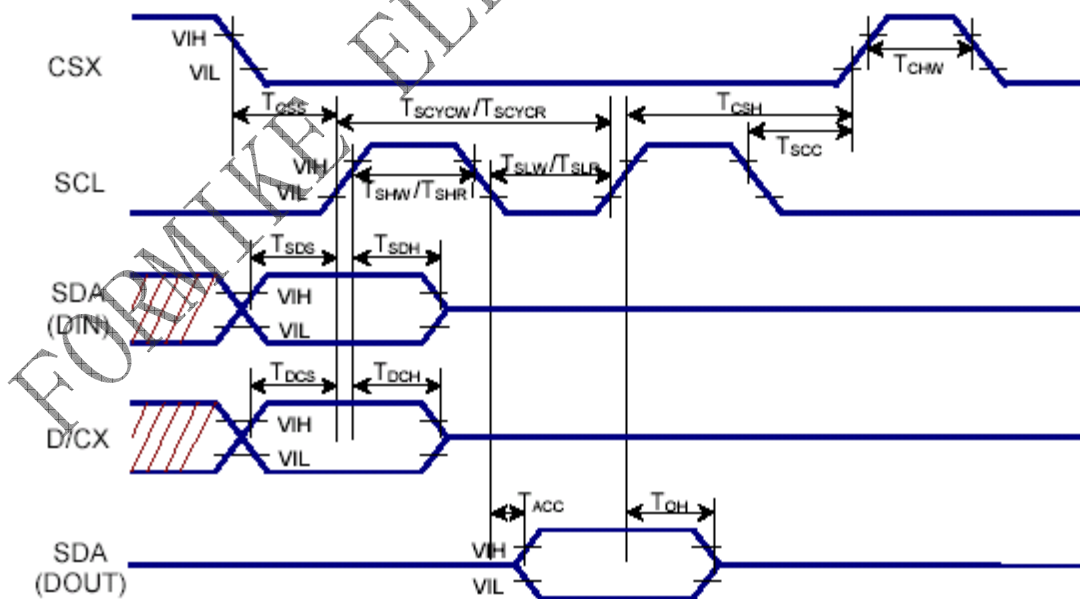 CSX
VIH
VIL
TCHW
TCSS
TSCYCW/TSCYCR
TCSH
TSCC
SCL
VIH
VIL
TSHW/TSHR
TSLW/TSLR
TSDS
TSDH
SDA
(DIN)
VIH
VIL
TDCS
TDCH
D/CX
VIH
VIL
TACC
TOH
SDA
(DOUT)
VIH
VIL
FORMIKE